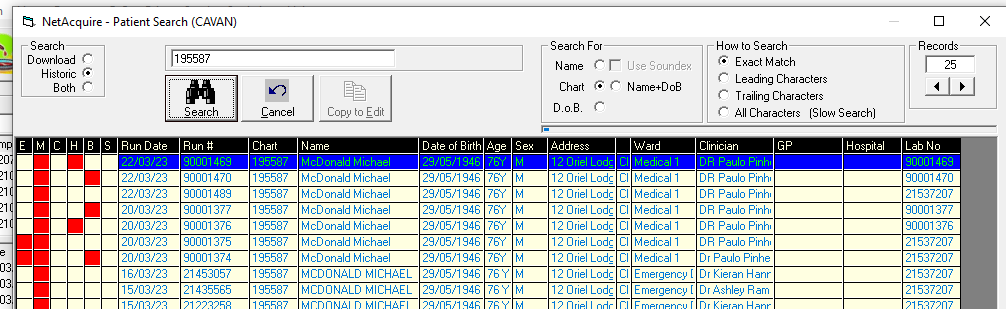 NetAcquire - Patient Search (CAVAN)
Search
Download
Historic
Both
195587
Search
Cancel
Copy to Edit
Search For
Name Use Soundex
Chart Name+DoB
D.o.B.
How to Search
Exact Match
Leading Characters
Trailing Characters
All Characters (Slow Search)
Records
25
E M C H B S Run Date Run # Chart Name Date of Birth Age Sex Address Ward Clinician GP Hospital Lab No
22/03/23 90001469 195587 McDonald Michael 29/05/1946 76Y M 12 Oriel Lodg Cl Medical 1 DR Paulo Pinh 90001469
22/03/23 90001470 195587 McDonald Michael 29/05/1946 76Y M 12 Oriel Lodg Cl Medical 1 DR Paulo Pinh 90001470
22/03/23 90001489 195587 McDonald Michael 29/05/1946 76Y M 12 Oriel Lodg Cl Medical 1 DR Paulo Pinh 21537207
20/03/23 90001377 195587 McDonald Michael 29/05/1946 76Y M 12 Oriel Lodg Cl Medical 1 DR Paulo Pinh 90001377
20/03/23 90001376 195587 McDonald Michael 29/05/1946 76Y M 12 Oriel Lodg Cl Medical 1 DR Paulo Pinh 90001376
20/03/23 90001375 195587 McDonald Michael 29/05/1946 76Y M 12 Oriel Lodg Cl Medical 1 DR Paulo Pinh 21537207
20/03/23 90001374 195587 McDonald Michael 29/05/1946 76Y M 12 Oriel Lodg Cl Medical 1 Dr Paulo Pinhe 21537207
16/03/23 21453057 195587 MCDONALD MICHAEL 29/05/1946 76 Y M 12 Oriel Lodg Cl Emergency D Dr Kieran Hann 21537207
15/03/23 21435565 195587 MCDONALD MICHAEL 29/05/1946 76 Y M 12 Oriel Lodg Cl Emergency D Dr Ashley Ram 21537207
15/03/23 21223258 195587 MCDONALD MICHAEL 29/05/1946 76 Y M 12 Oriel Lodg Cl Emergency D Dr Kieran Hann 21537207